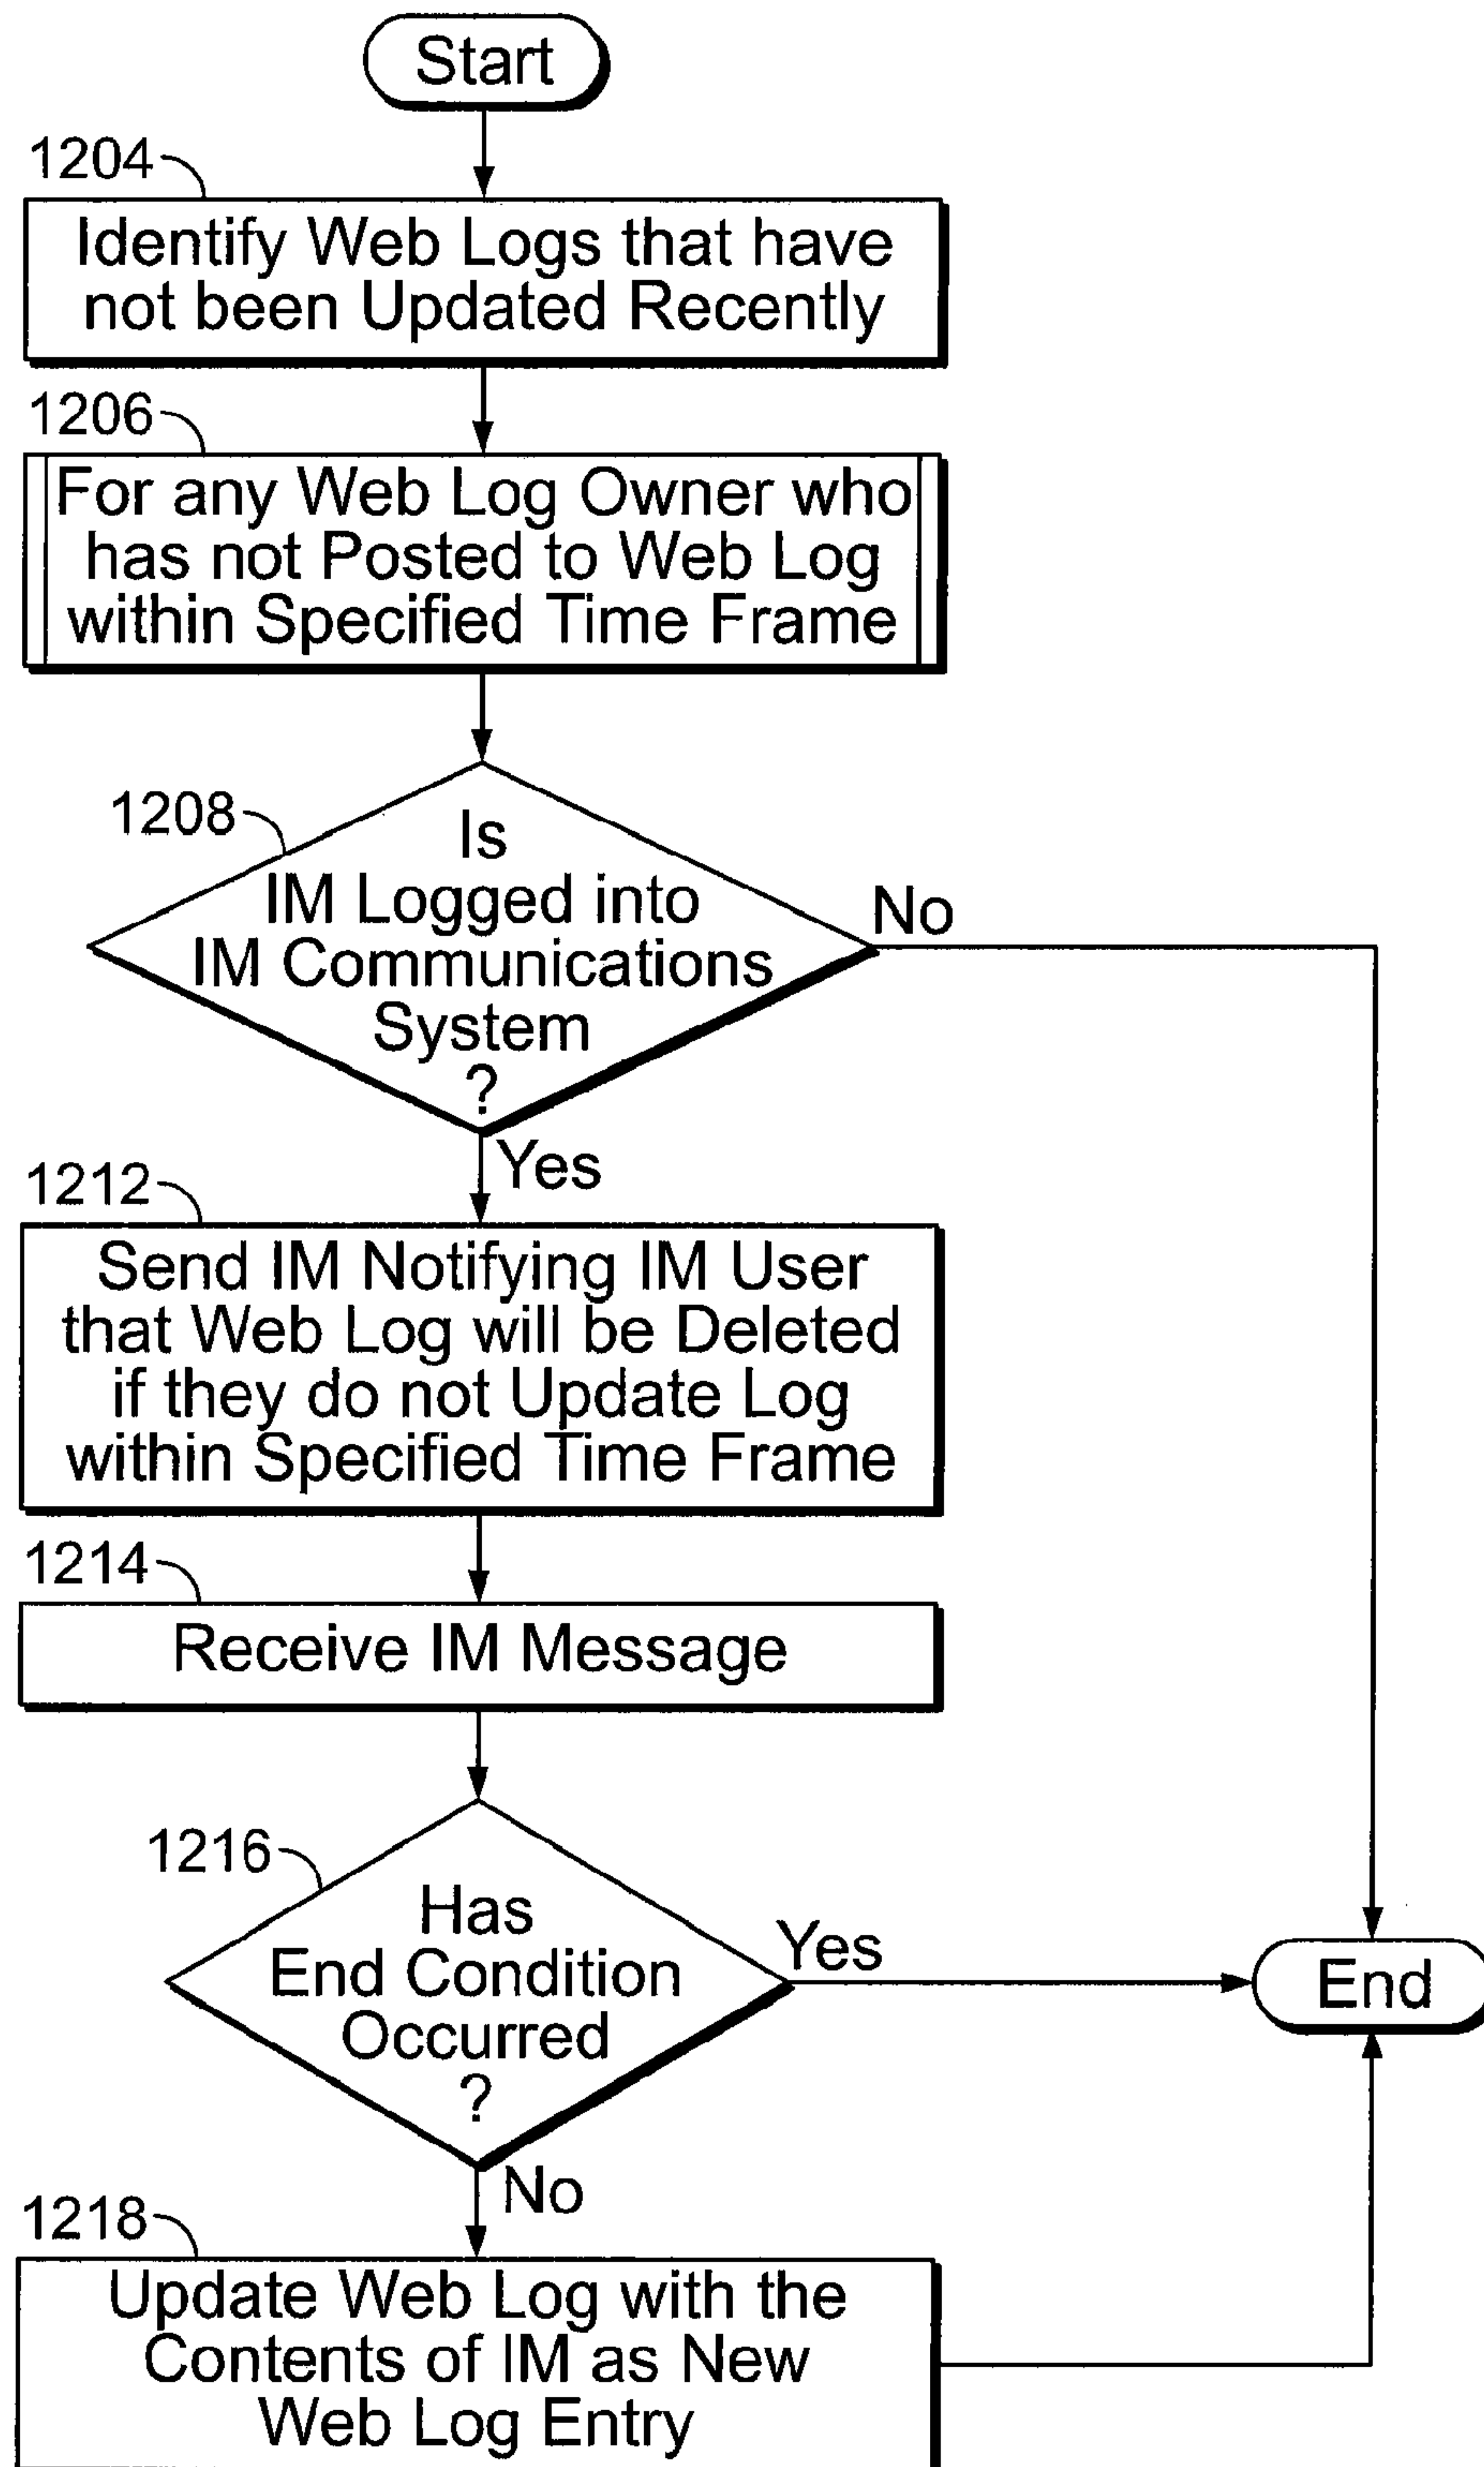 Start
1204
Identify Web Logs that have
not been Updated Recently
1206
For any Web Log Owner who
has not Posted to Web Log
within Specified Time Frame
1208
Is
IM Logged into
IM Communications
System
?
No
Yes
1212
Send IM Notifying IM User
that Web Log will be Deleted
if they do not Update Log
within Specified Time Frame
1214
Receive IM Message
1216
Has
End Condition
Occurred
?
Yes
End
No
1218
Update Web Log with the
Contents of IM as New
Web Log Entry